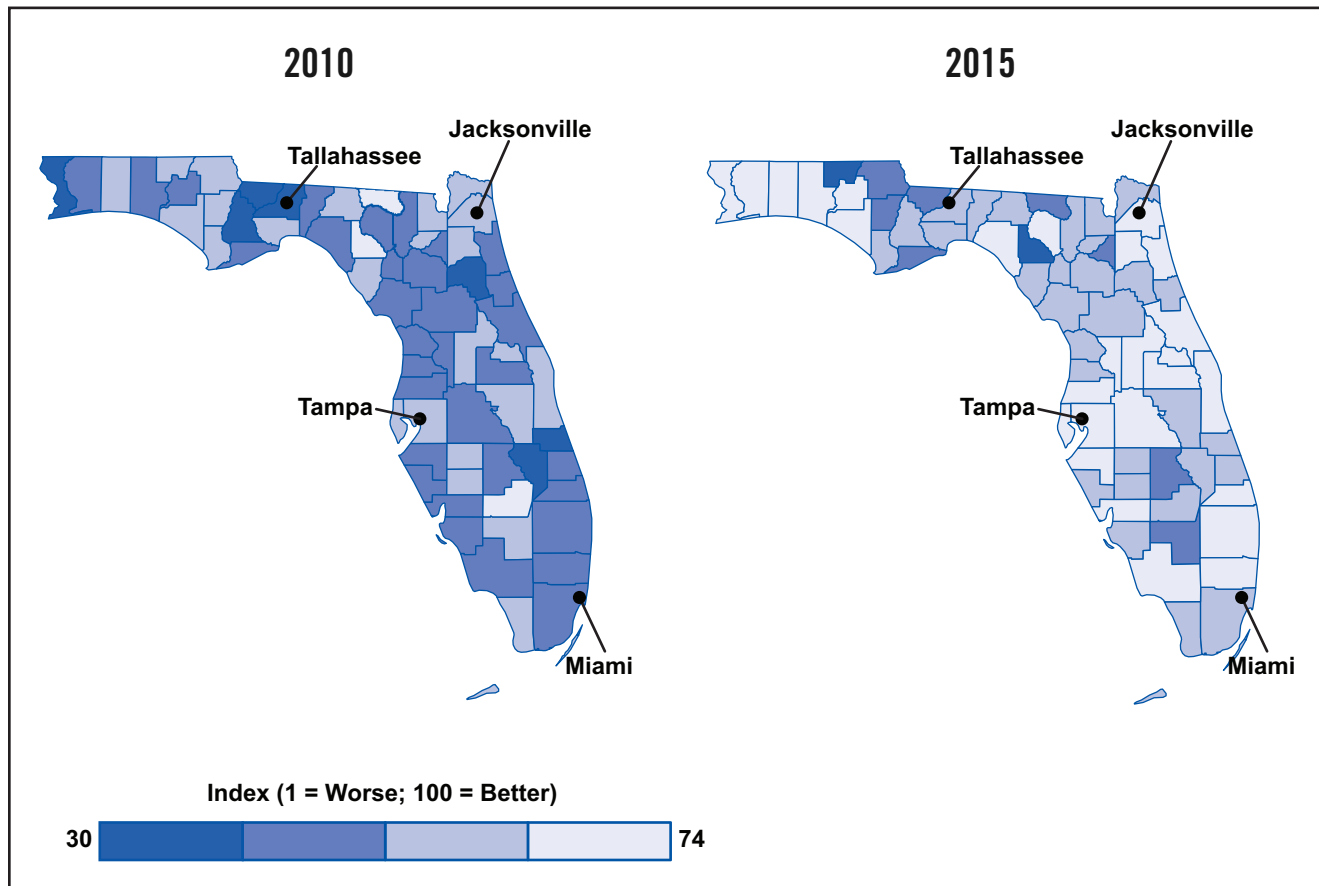 2010
2015
Jacksonville
Tallahassee
Tampa
Miami
Jacksonville
Tallahassee
Tampa
Miami
Index (1 = Worse; 100 = Better)
30
74